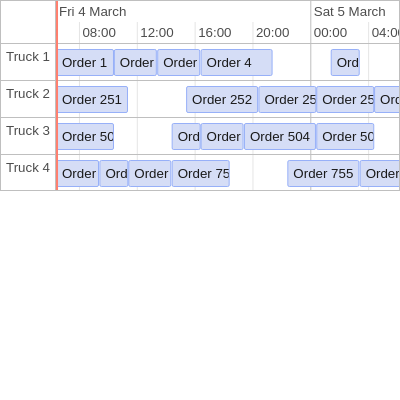 Fri 4 March Sat 5 March
08:00 12:00 16:00 20:00 00:00 04:0
Truck 1 Order 1 Order Order Order 4 Ord
Truck 2 Order 251 Order 252 Order 25 Order 25 Ord
Truck 3 Order 50 Ord Order Order 504 Order 50
Truck 4 Order Ord Order Order 75 Order 755 Order